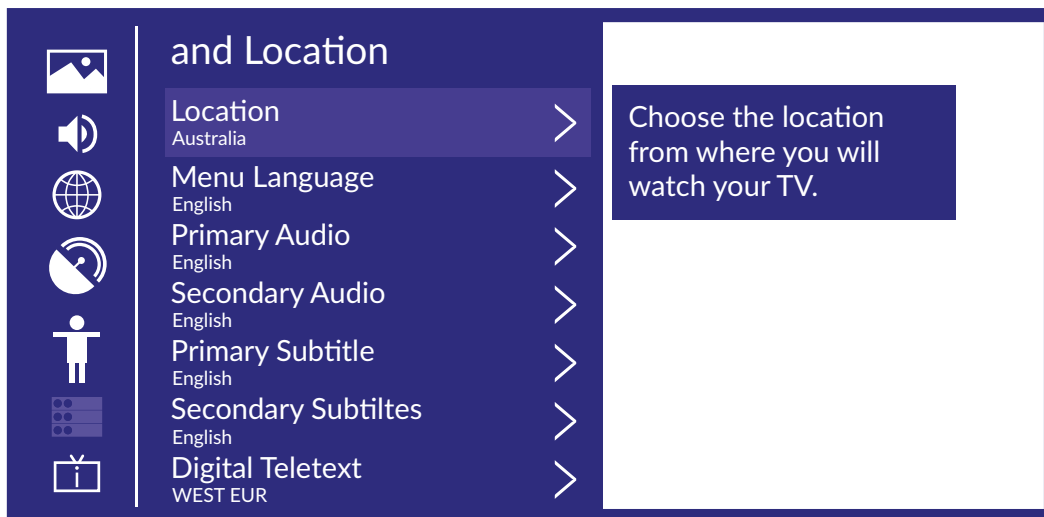 and Location
Location
Australia
Menu Language
English
Primary Audio
English
Secondary Audio
English
Primary Subtitle
English
Secondary Subtiltes
English
Digital Teletext
WEST EUR
i
Choose the location
from where you will
watch your TV.